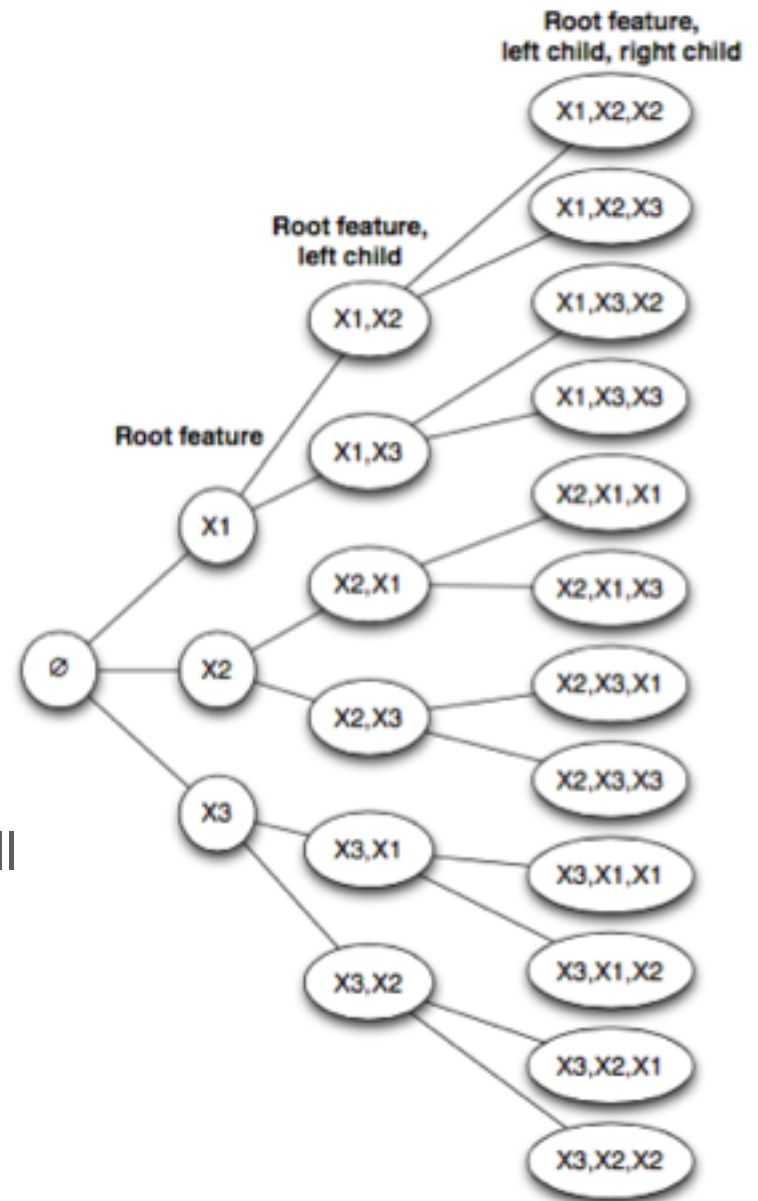 Root feature,
left child, right child
X1,X2,X2
X1,X2,X3
Root feature,
left child
X1,X2
X1,X3,X2
X1,X3,X3
Root feature
X1,X3
X2,X1,X1
X1
X2,X1
X2,X1,X3
∅
X2
X2,X3,X1
X2,X3
X2,X3,X3
X3
X3,X1
ll
X3,X1,X1
X3,X2
X3,X1,X2
X3,X2,X1
X3,X2,X2